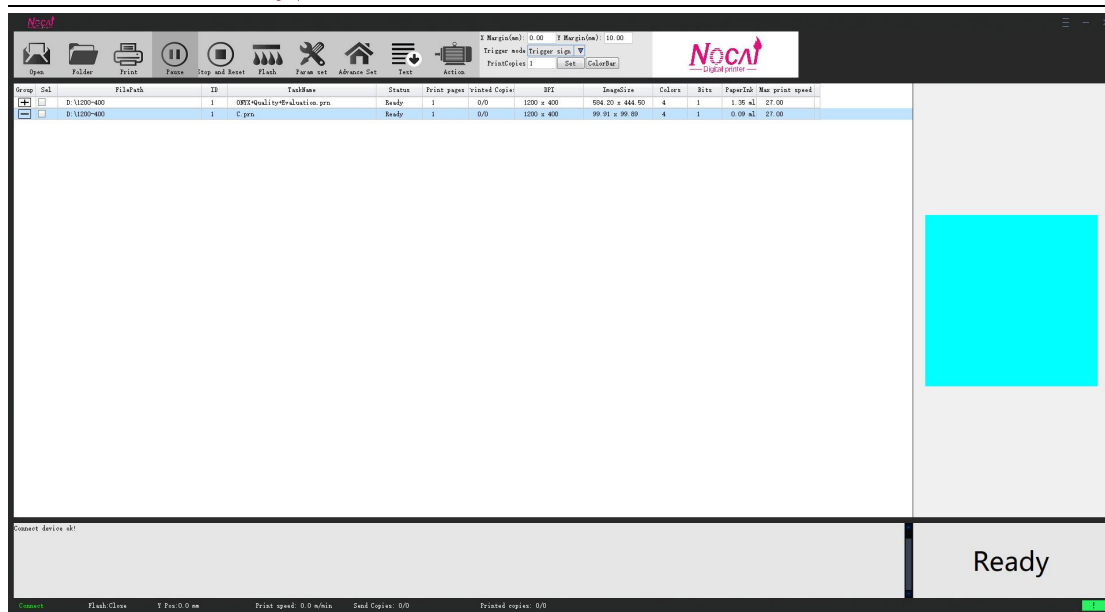 Nocai
X Margin(mm): 0.00 Y Margin(mm): 10.00
Trigger mode Trigger sign
PrintCopies 1 Set ColorBar
Nocai
Digital printer
Open Folder Print Pause Stop and Reset Flash Param set Advance Set Test Action
Group Sel FilePath ID TaskName Status Print pages rinted Copie: DPI ImageSize Colors Bits PaperInk Max print speed
D:\1200-400 1 ONYX+Quality+Evaluation.prn Ready 1 0/0 1200 x 400 584.20 x 444.50 4 1 1.35 ml 27.00
D:\1200-400 1 C.prn Ready 1 0/0 1200 x 400 99.91 x 99.89 4 1 0.09 ml 27.00
Connect device ok!
Ready
Connect Flash:Close Y Pos:0.0 mm Print speed: 0.0 m/min Send Copies: 0/0 Printed copies: 0/0 !